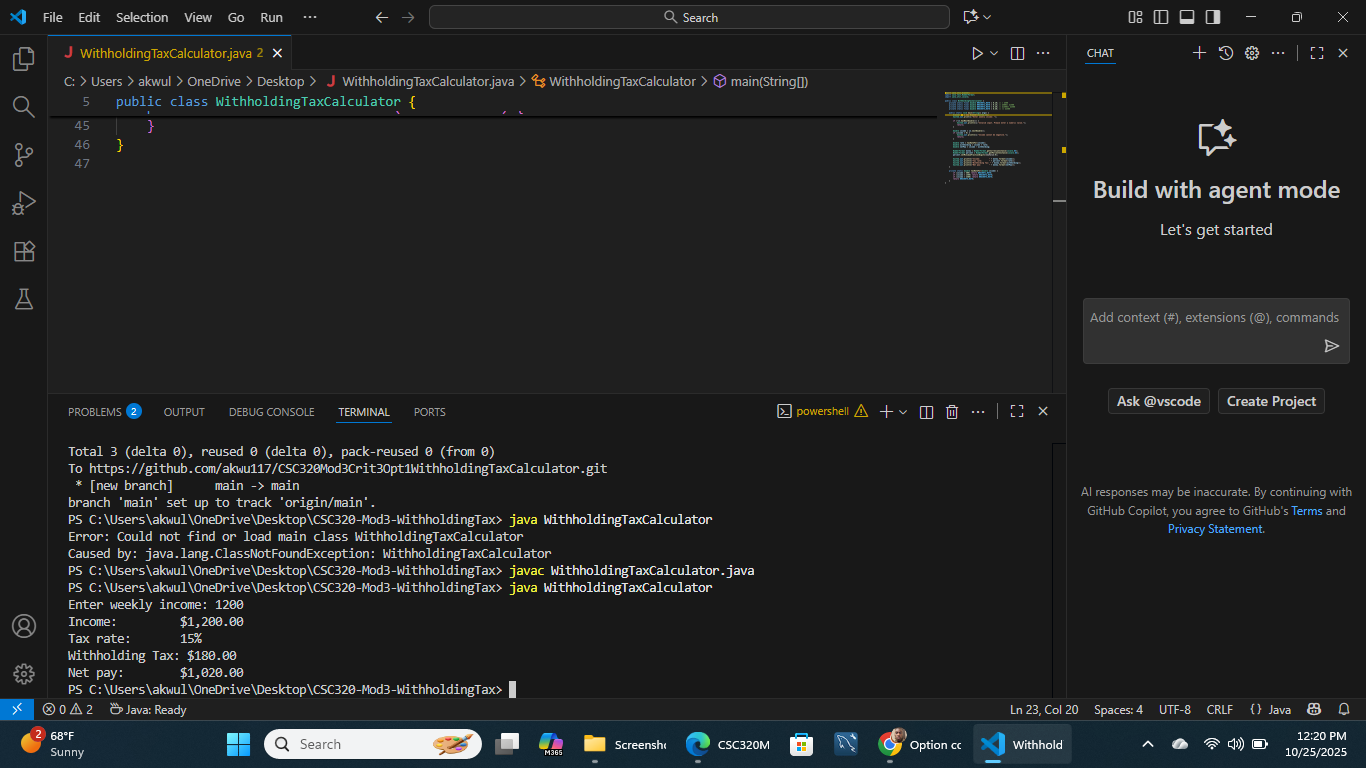 File Edit Selection View Go Run ··· Search
WithholdingTaxCalculator.java 2
C: > Users > akwul > OneDrive > Desktop > WithholdingTaxCalculator.java > WithholdingTaxCalculator > main(String[])
5 public class WithholdingTaxCalculator {
45 }
46 }
47
PROBLEMS 2 OUTPUT DEBUG CONSOLE TERMINAL PORTS
powershell
Total 3 (delta 0), reused 0 (delta 0), pack-reused 0 (from 0)
To https://github.com/akwu117/CSC320Mod3Crit3Opt1WithholdingTaxCalculator.git
* [new branch] main -> main
branch 'main' set up to track 'origin/main'.
PS C:\Users\akwul\OneDrive\Desktop\CSC320-Mod3-WithholdingTax> java WithholdingTaxCalculator
Error: Could not find or load main class WithholdingTaxCalculator
Caused by: java.lang.ClassNotFoundException: WithholdingTaxCalculator
PS C:\Users\akwul\OneDrive\Desktop\CSC320-Mod3-WithholdingTax> javac WithholdingTaxCalculator.java
PS C:\Users\akwul\OneDrive\Desktop\CSC320-Mod3-WithholdingTax> java WithholdingTaxCalculator
Enter weekly income: 1200
Income: $1,200.00
Tax rate: 15%
Withholding Tax: $180.00
Net pay: $1,020.00
PS C:\Users\akwul\OneDrive\Desktop\CSC320-Mod3-WithholdingTax>
CHAT
Build with agent mode
Let's get started
Add context (#), extensions (@), commands
Ask @vscode Create Project
AI responses may be inaccurate. By continuing with
GitHub Copilot, you agree to GitHub's Terms and
Privacy Statement.
0 2 Java: Ready
Ln 23, Col 20 Spaces: 4 UTF-8 CRLF {} Java
2 68°F
Sunny
Search
M365
Screensho
CSC320M
Option cc
Withhold
12:20 PM
10/25/2025